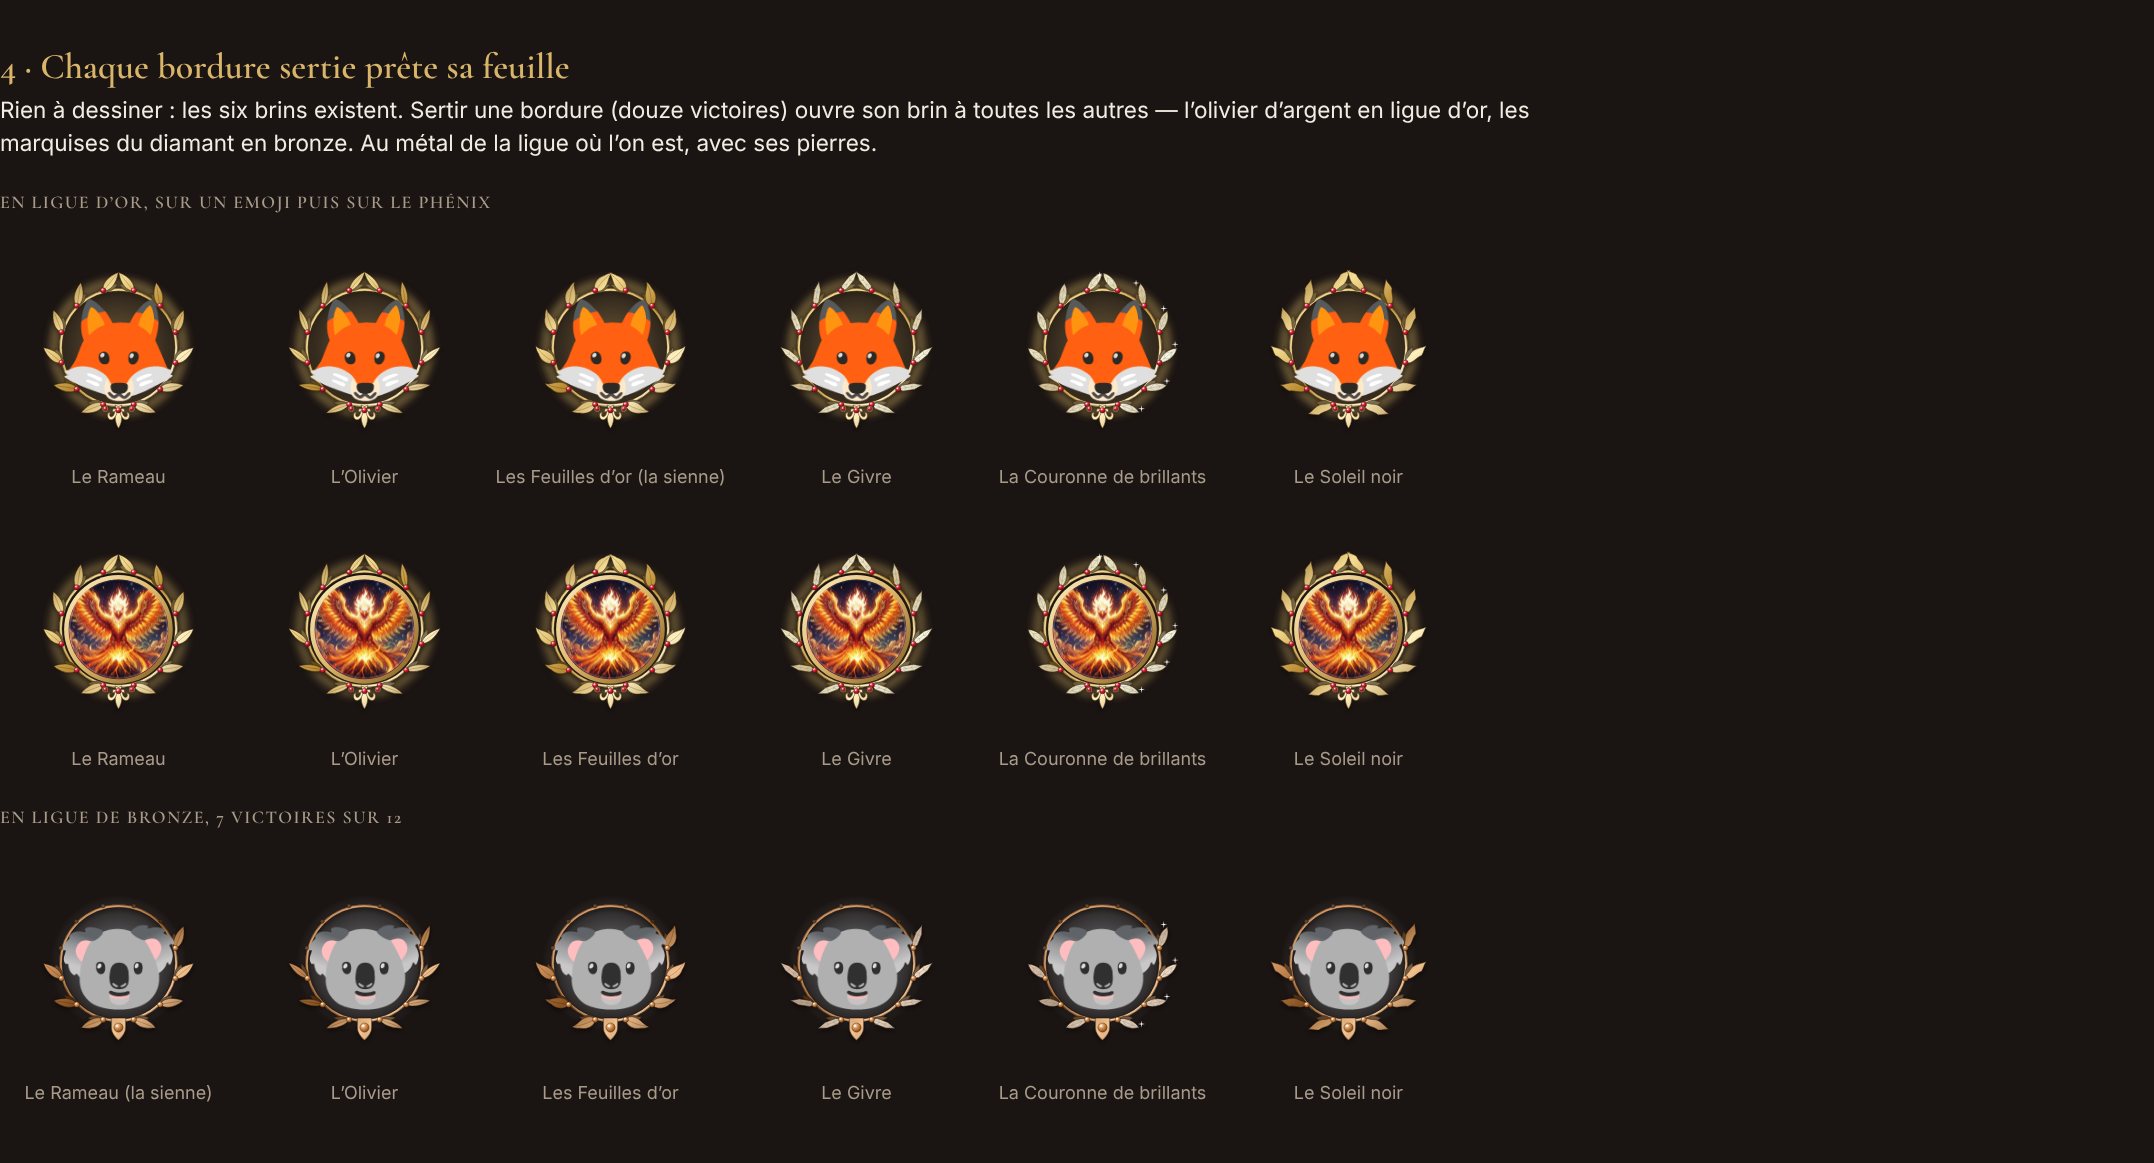 4 · Chaque bordure sertie prête sa feuille
Rien à dessiner : les six brins existent. Sertir une bordure (douze victoires) ouvre son brin à toutes les autres — l’olivier d’argent en ligue d’or, les
marquises du diamant en bronze. Au métal de la ligue où l’on est, avec ses pierres.
EN LIGUE D’OR, SUR UN EMOJI PUIS SUR LE PHÉNIX
Le Rameau
L’Olivier
Les Feuilles d’or (la sienne)
Le Givre
La Couronne de brillants
Le Soleil noir
Le Rameau
L’Olivier
Les Feuilles d’or
Le Givre
La Couronne de brillants
Le Soleil noir
EN LIGUE DE BRONZE, 7 VICTOIRES SUR 12
Le Rameau (la sienne)
L’Olivier
Les Feuilles d’or
Le Givre
La Couronne de brillants
Le Soleil noir